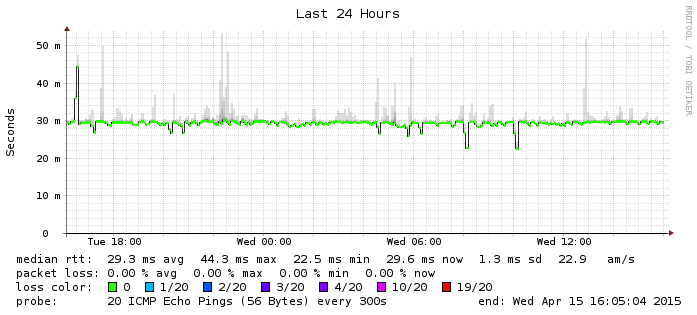 Last 24 Hours
RRDTOOL / TOBI OETIKER
Seconds
50 m
40 m
30 m
20 m
10 m
0
Tue 18:00 Wed 00:00 Wed 06:00 Wed 12:00
median rtt: 29.3 ms avg 44.3 ms max 22.5 ms min 29.6 ms now 1.3 ms sd 22.9 am/s
packet loss: 0.00 % avg 0.00 % max 0.00 % min 0.00 % now
loss color: 0 1/20 2/20 3/20 4/20 10/20 19/20
probe: 20 ICMP Echo Pings (56 Bytes) every 300s end: Wed Apr 15 16:05:04 2015